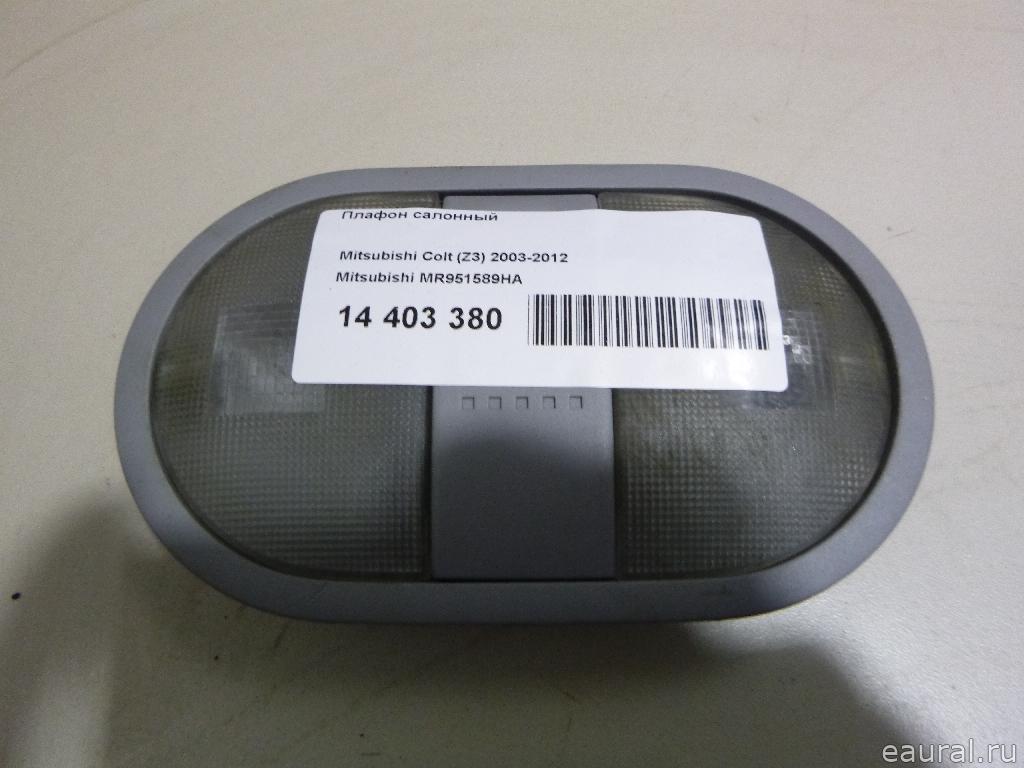 Плафон салонный
Mitsubishi Colt (Z3) 2003-2012
Mitsubishi MR951589HA
14 403 380
eaural.ru